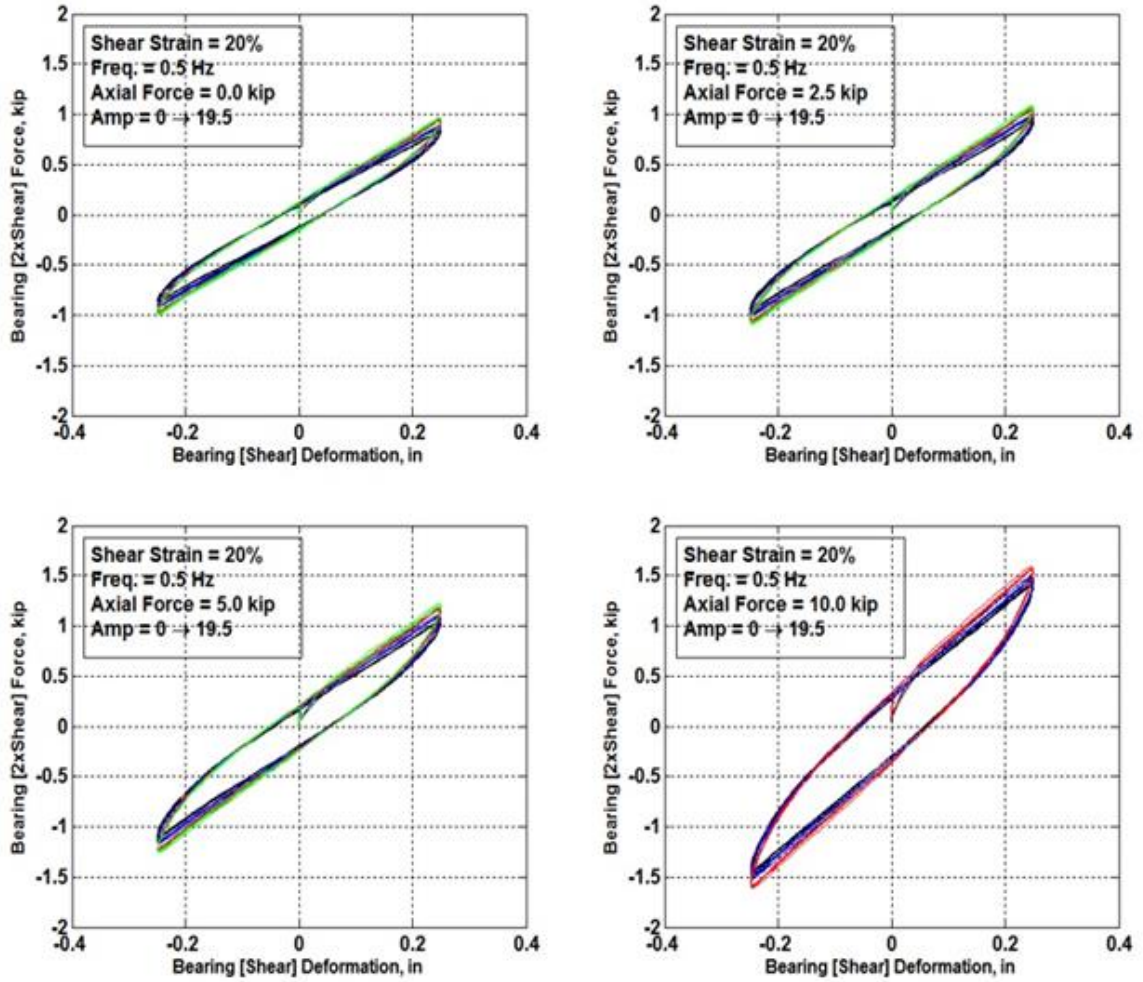 2
1.5
1
0.5
0
-0.5
-1
-1.5
-2
-0.4 -0.2 0 0.2 0.4
Bearing [2xShear] Force, kip
Bearing [Shear] Deformation, in
Shear Strain = 20%
Freq. = 0.5 Hz
Axial Force = 0.0 kip
Amp = 0 → 19.5
2
1.5
1
0.5
0
-0.5
-1
-1.5
-2
-0.4 -0.2 0 0.2 0.4
Bearing [2xShear] Force, kip
Bearing [Shear] Deformation, in
Shear Strain = 20%
Freq. = 0.5 Hz
Axial Force = 2.5 kip
Amp = 0 → 19.5
2
1.5
1
0.5
0
-0.5
-1
-1.5
-2
-0.4 -0.2 0 0.2 0.4
Bearing [2xShear] Force, kip
Bearing [Shear] Deformation, in
Shear Strain = 20%
Freq. = 0.5 Hz
Axial Force = 5.0 kip
Amp = 0 → 19.5
2
1.5
1
0.5
0
-0.5
-1
-1.5
-2
-0.4 -0.2 0 0.2 0.4
Bearing [2xShear] Force, kip
Bearing [Shear] Deformation, in
Shear Strain = 20%
Freq. = 0.5 Hz
Axial Force = 10.0 kip
Amp = 0 → 19.5